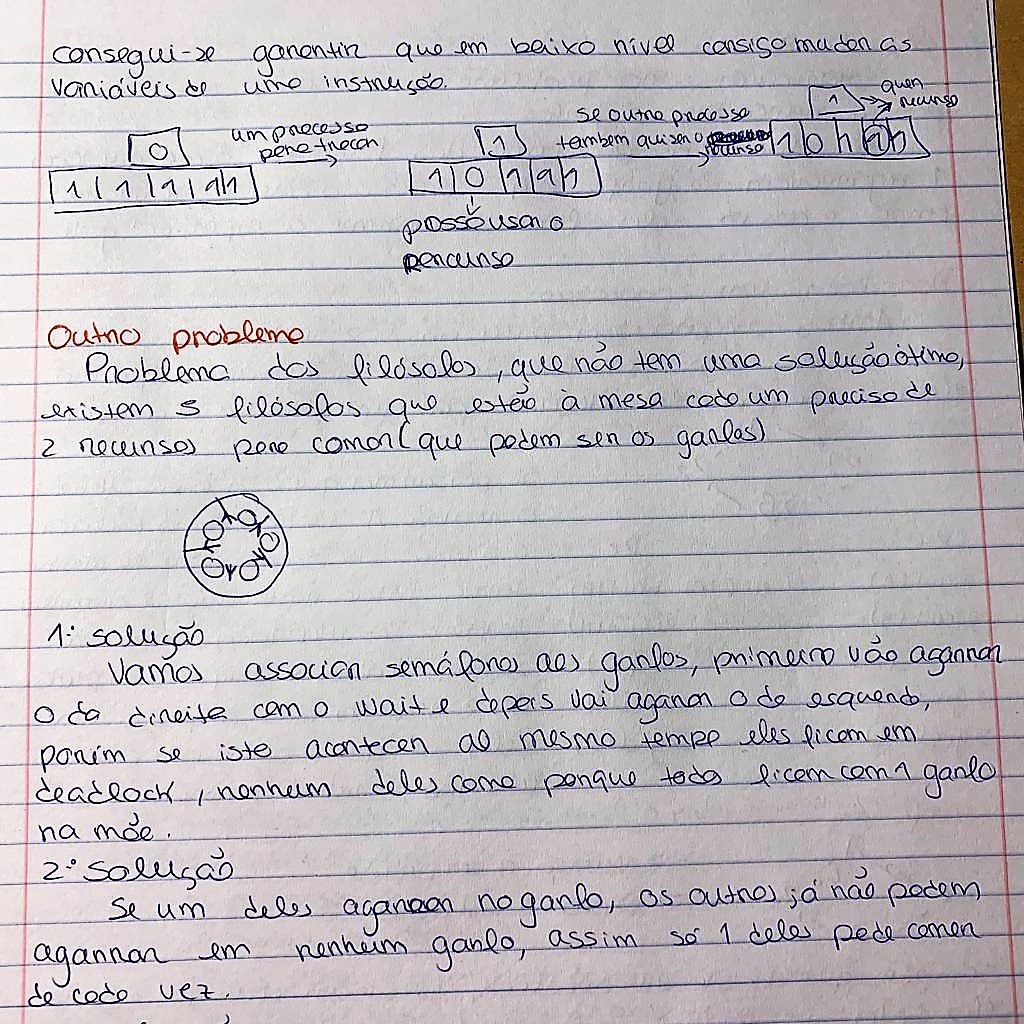 consegui-se garantir que em baixo nível consigo mudar as
variáveis de uma instrução.
0
um processo
para trocar
1
se outro processo
também quiser o recurso
1
quer
recurso
1 1 1 1 1
1 0 1 1 1
1 0 1 1 1
posso usar o
recurso
Outro problema
Problema dos filósofos, que não tem uma solução ótima,
existem 5 filósofos que estão à mesa cada um precisa de
2 recursos para comer (que podem ser os garfos)
1º solução
Vamos associar semáforos aos garfos, primeiro vão agarrar
o da direita com o wait e depois vai agarar o da esquerda,
porém se isto acontecer ao mesmo tempo eles ficam em
deadlock, nenhum deles come porque todos ficam com 1 garfo
na mão.
2º solução
Se um deles agarrar no garfo, os outros já não podem
agarrar em nenhum garfo, assim só 1 deles pode comer
de cada vez.